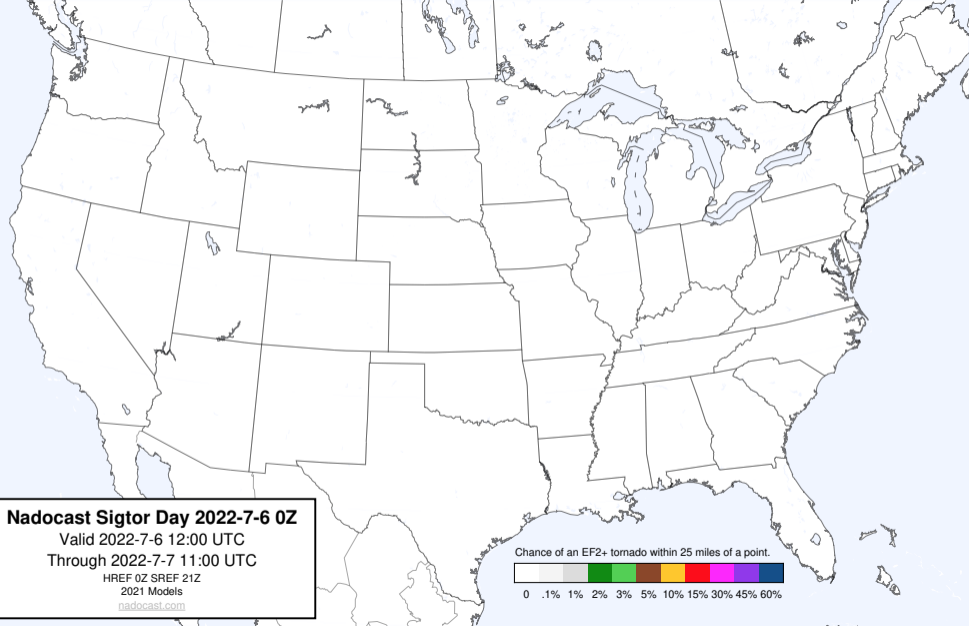 Nadocast Sigtor Day 2022-7-6 0Z
Valid 2022-7-6 12:00 UTC
Through 2022-7-7 11:00 UTC
HREF 0Z SREF 21Z
2021 Models
nadocast.com
Chance of an EF2+ tornado within 25 miles of a point.
0 .1% 1% 2% 3% 5% 10% 15% 30% 45% 60%